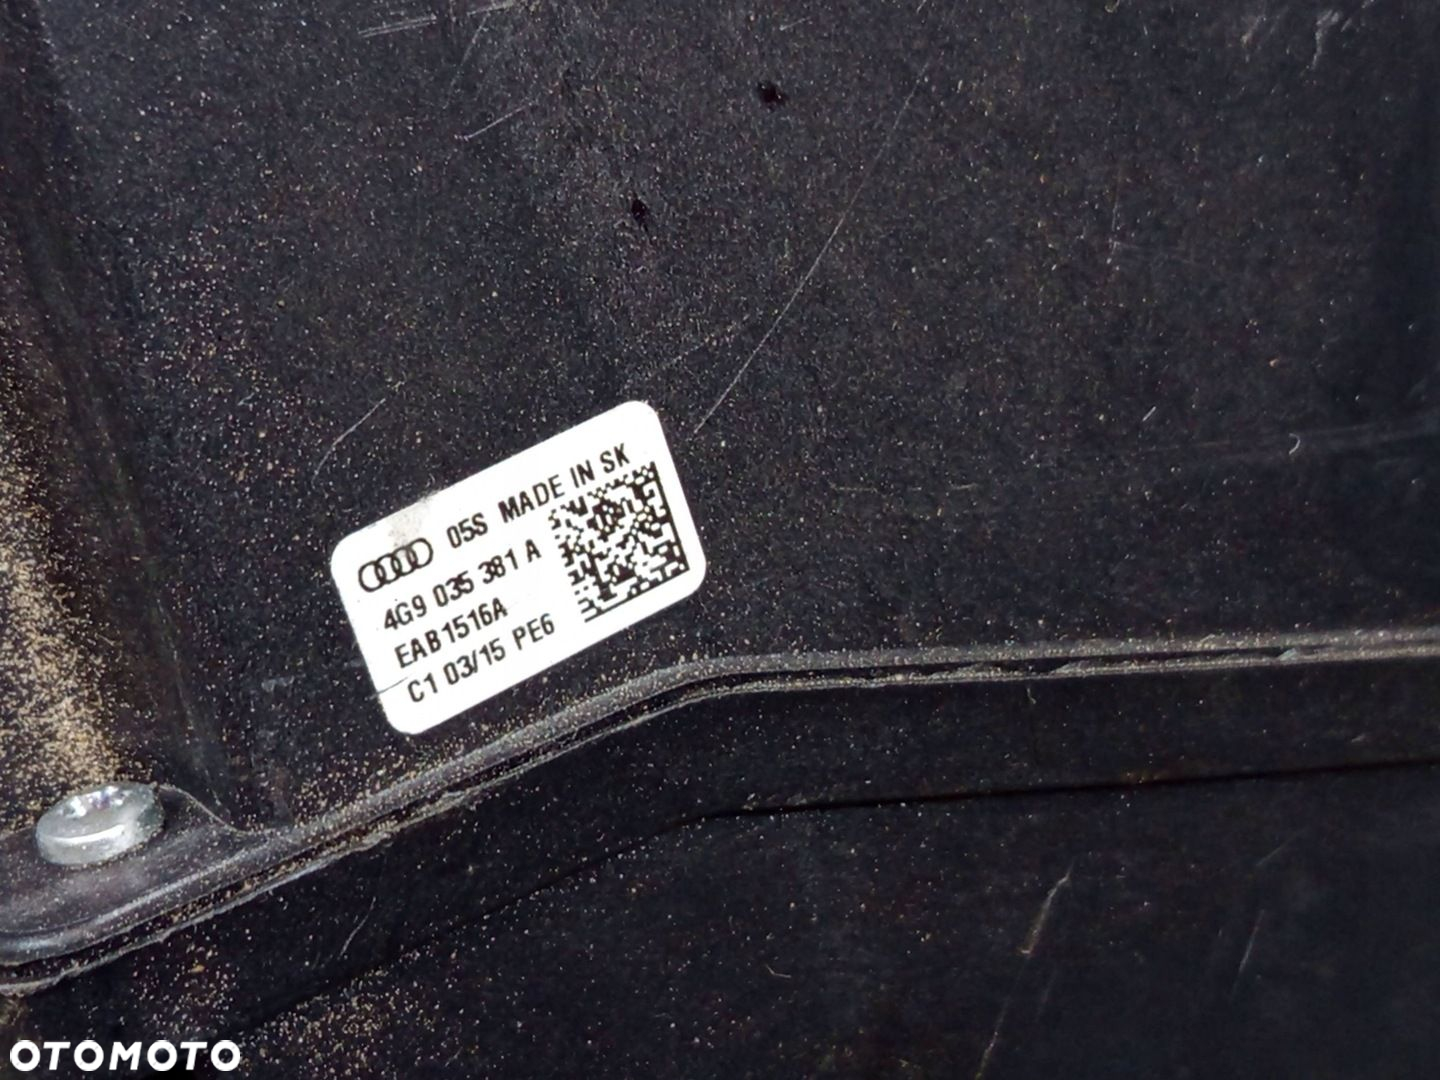 05S MADE IN SK
4G9 035 381 A
EAB1516A
C1 03/15 PE6
OTOMOTO